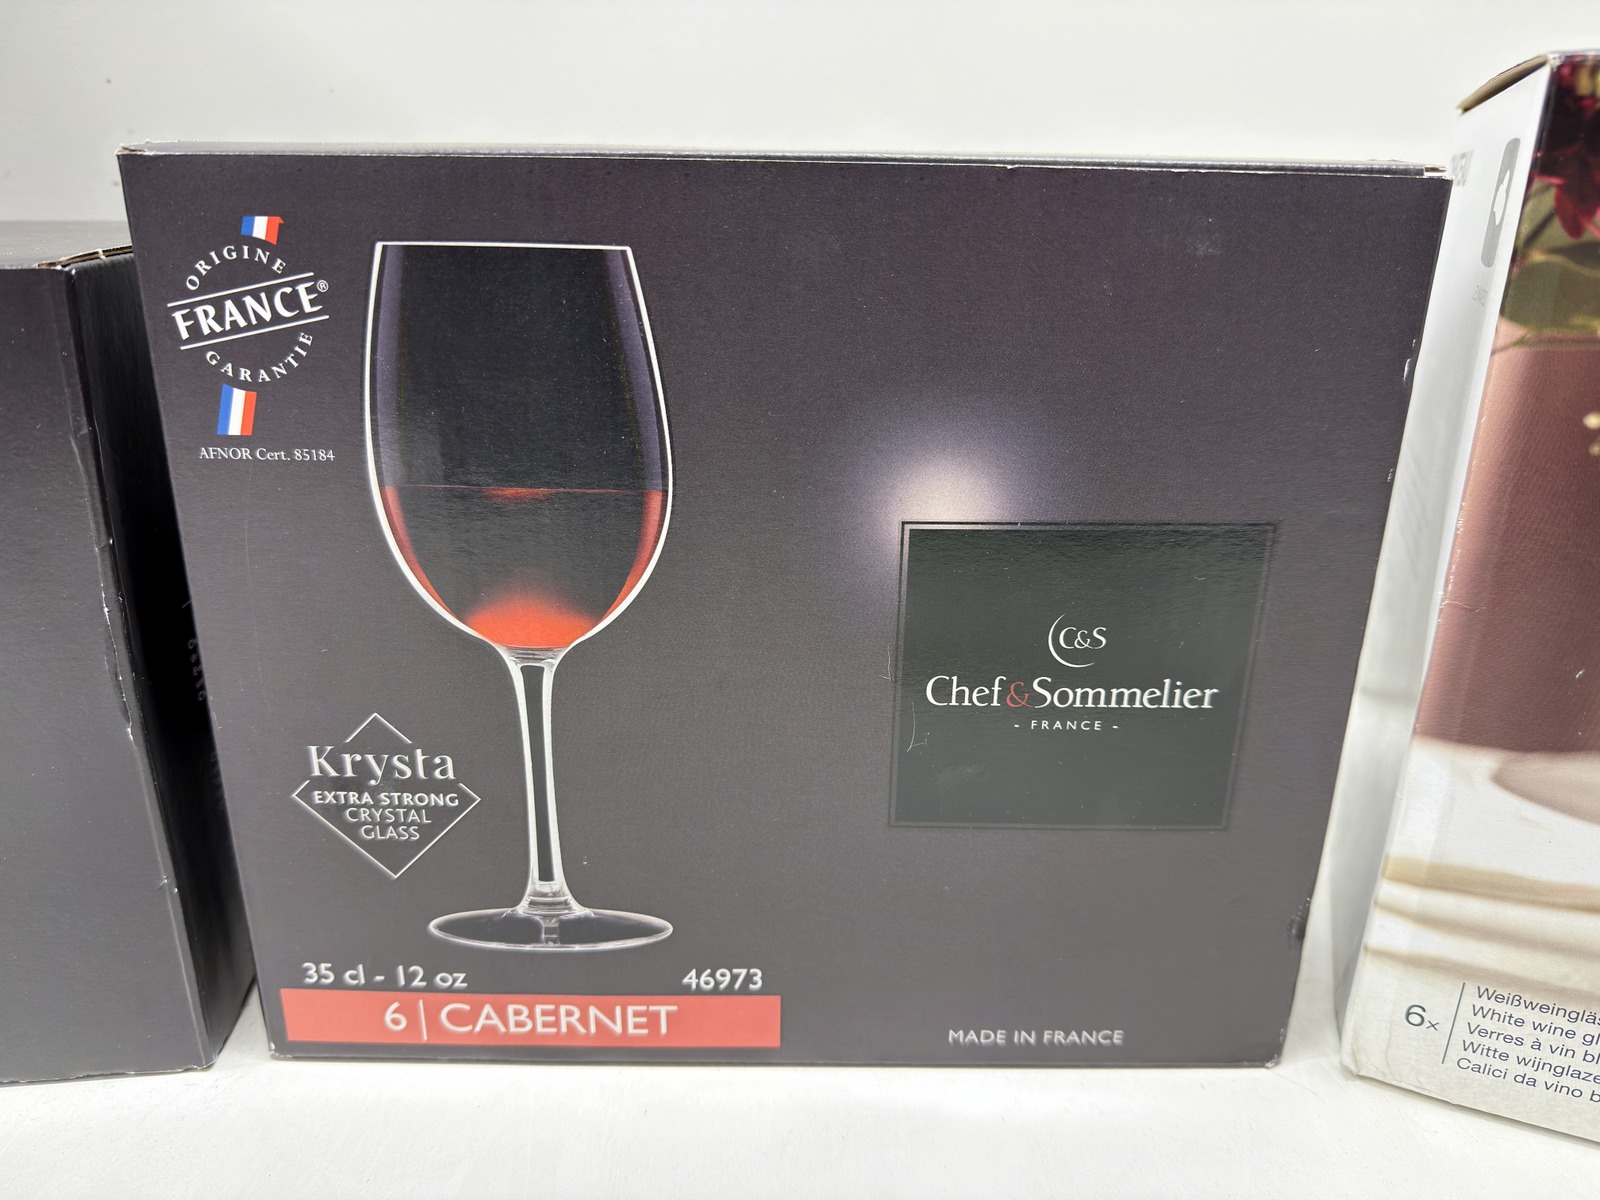 ORIGINE
FRANCE®
GARANTIE
AFNOR Cert. 85184
Krysta
EXTRA STRONG
CRYSTAL
GLASS
35 cl - 12 oz
46973
6 | CABERNET
C&S
Chef&Sommelier
- FRANCE -
MADE IN FRANCE
6x
Weißweinglä
White wine gl
Verres à vin bl
Witte wijnglaze
Calici da vino b